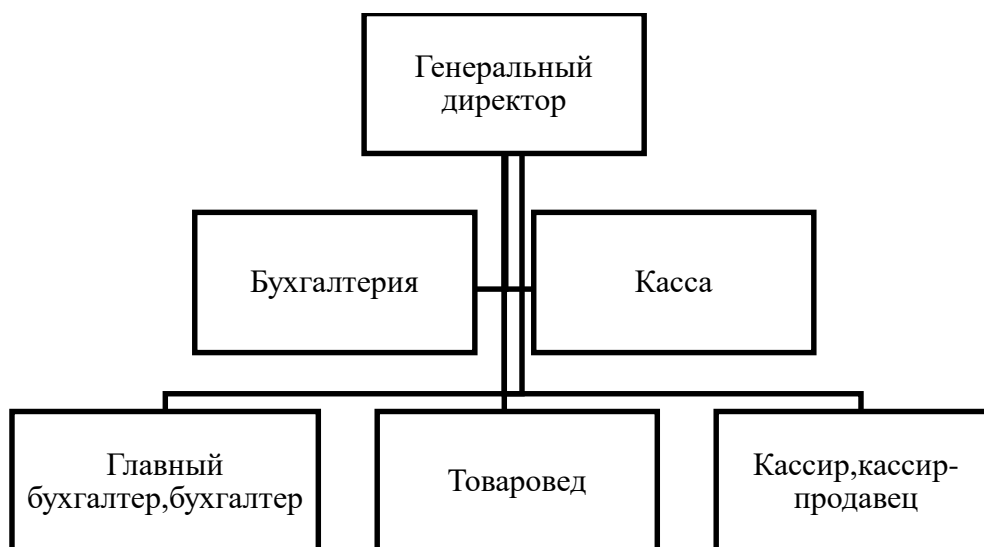 Генеральный
директор
Бухгалтерия
Касса
Главный
бухгалтер,бухгалтер
Товаровед
Кассир,кассир-
продавец